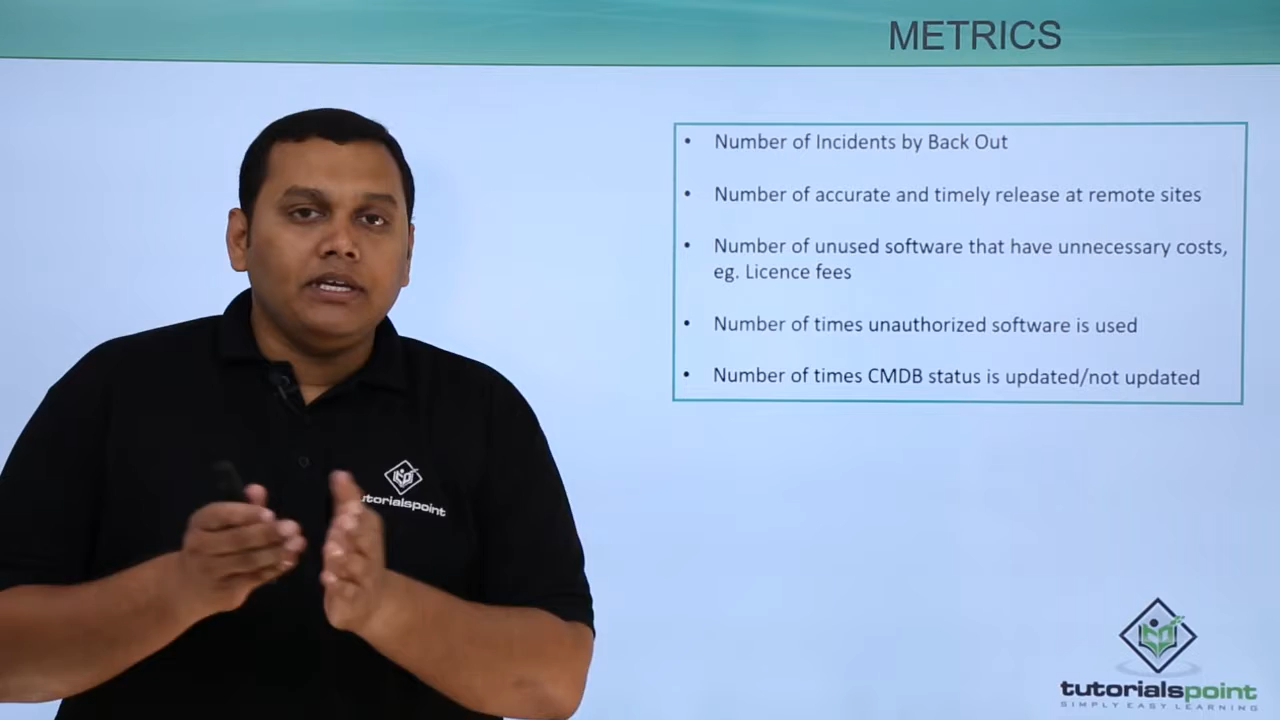 METRICS
• Number of Incidents by Back Out
• Number of accurate and timely release at remote sites
• Number of unused software that have unnecessary costs,
eg. Licence fees
• Number of times unauthorized software is used
• Number of times CMDB status is updated/not updated
tutorialspoint
tutorialspoint
SIMPLY EASY LEARNING